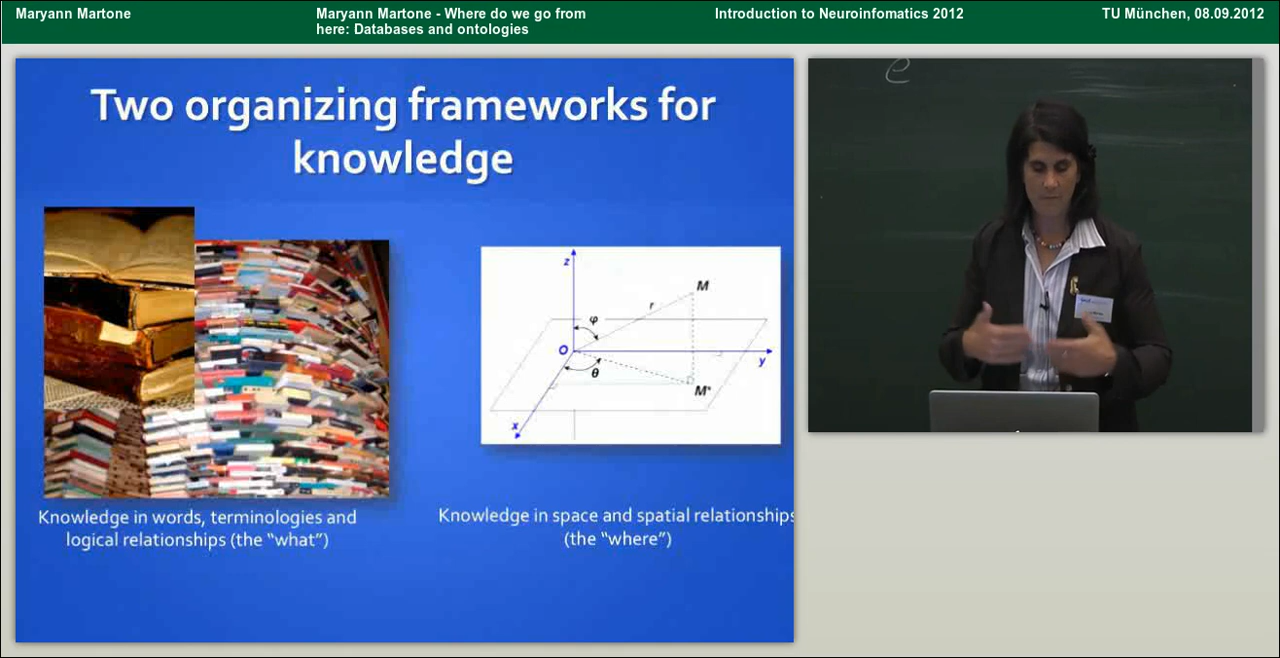 Maryann Martone
Maryann Martone - Where do we go from
here: Databases and ontologies
Introduction to Neuroinfomatics 2012
TU München, 08.09.2012
Two organizing frameworks for
knowledge
z
M
r
φ
O
y
θ
M'
x
Knowledge in words, terminologies and
logical relationships (the “what”)
Knowledge in space and spatial relationships
(the “where”)
e